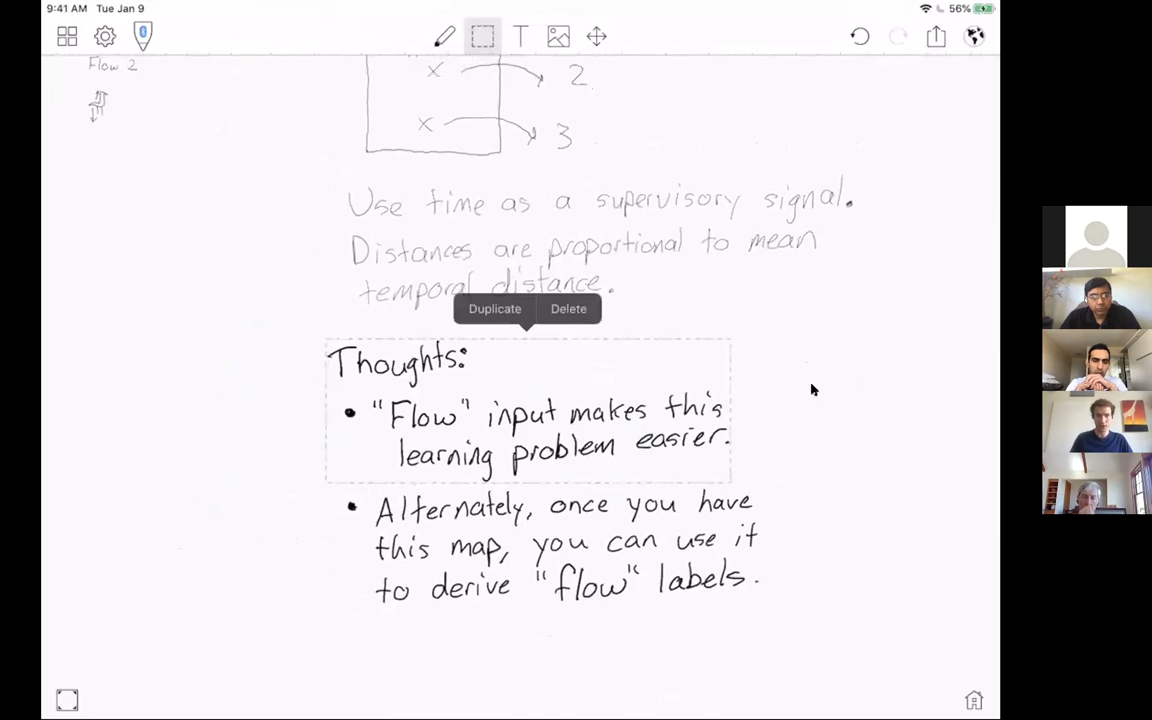 9:41 AM Tue Jan 9
56%
T
Flow 2
x 2
x 3
Use time as a supervisory signal.
Distances are proportional to mean
temporal distance.
Duplicate Delete
Thoughts:
• "Flow" input makes this
learning problem easier.
• Alternately, once you have
this map, you can use it
to derive "flow" labels.